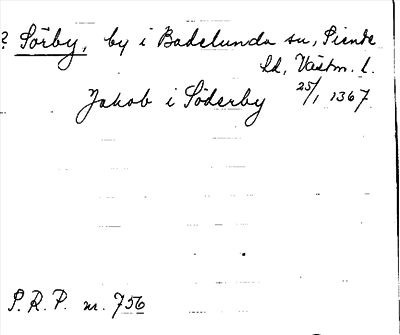 ? Sörby, by i Badelunda sn, Siende
hd, Västm. l.
Jakob i Söderby 25/1 1367
S.R.P. nr. 756